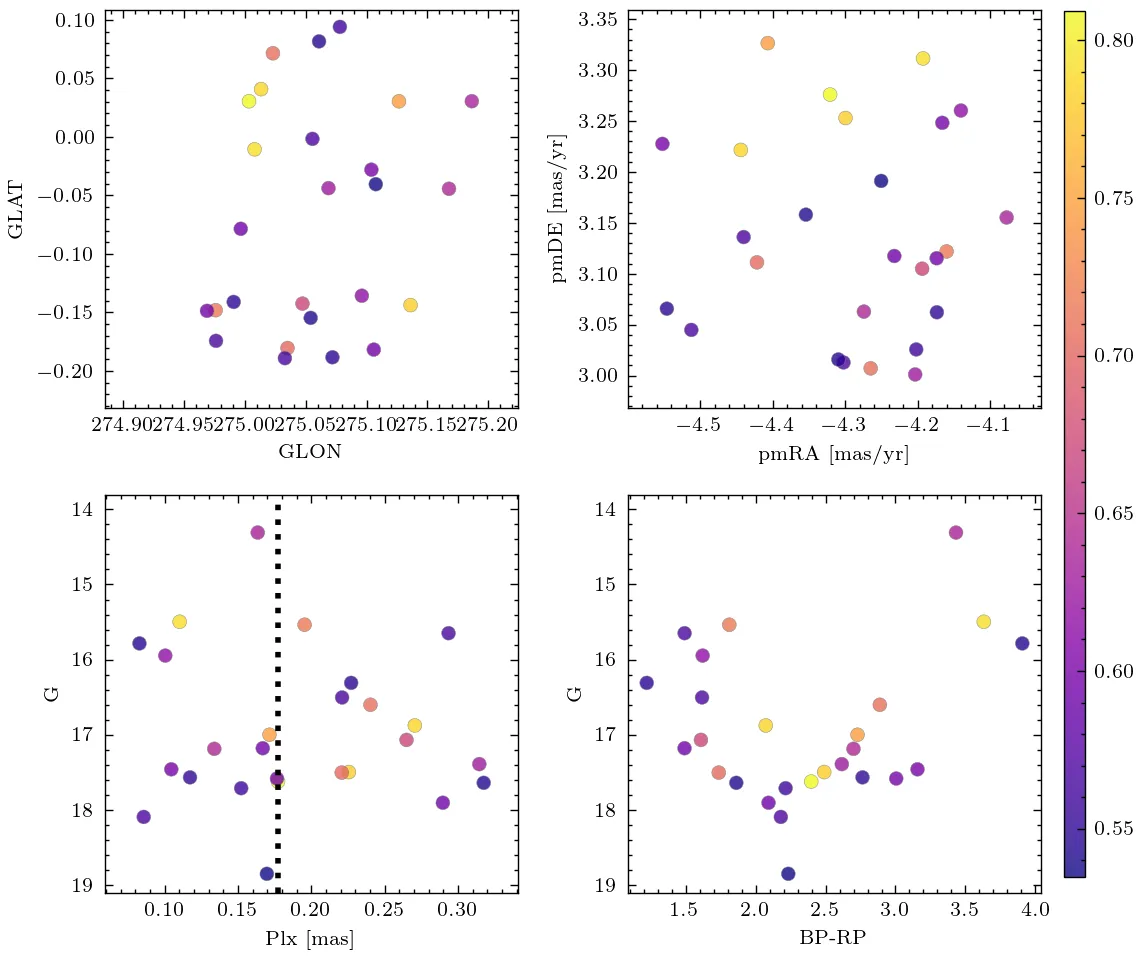 0.10
0.05
0.00
−0.05
−0.10
−0.15
−0.20
GLAT
274.90 274.95 275.00 275.05 275.10 275.15 275.20
GLON
3.35
3.30
3.25
3.20
3.15
3.10
3.05
3.00
pmDE [mas/yr]
−4.5 −4.4 −4.3 −4.2 −4.1
pmRA [mas/yr]
0.80
0.75
0.70
0.65
0.60
0.55
14
15
16
17
18
19
G
0.10 0.15 0.20 0.25 0.30
Plx [mas]
14
15
16
17
18
19
G
1.5 2.0 2.5 3.0 3.5 4.0
BP-RP